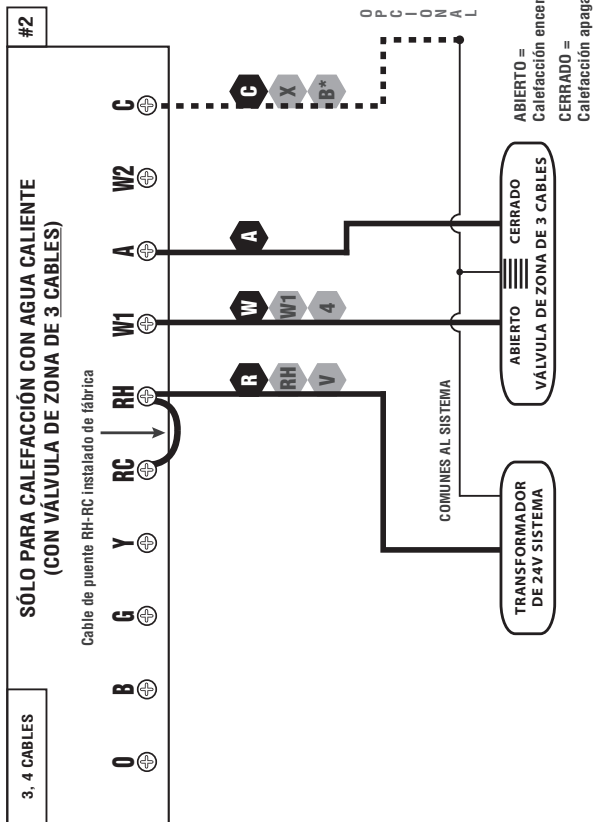 3, 4 CABLES
#2
SÓLO PARA CALEFACCIÓN CON AGUA CALIENTE
(CON VÁLVULA DE ZONA DE 3 CABLES)
Cable de puente RH-RC instalado de fábrica
O B G Y RC RH W1 A W2 C
R
RH
V
W
W1
4
A
C
X
B*
OPCIONAL
COMUNES AL SISTEMA
TRANSFORMADOR
DE 24V SISTEMA
ABIERTO
CERRADO
VÁLVULA DE ZONA DE 3 CABLES
ABIERTO =
Calefacción
CERRADO =
Calefacción